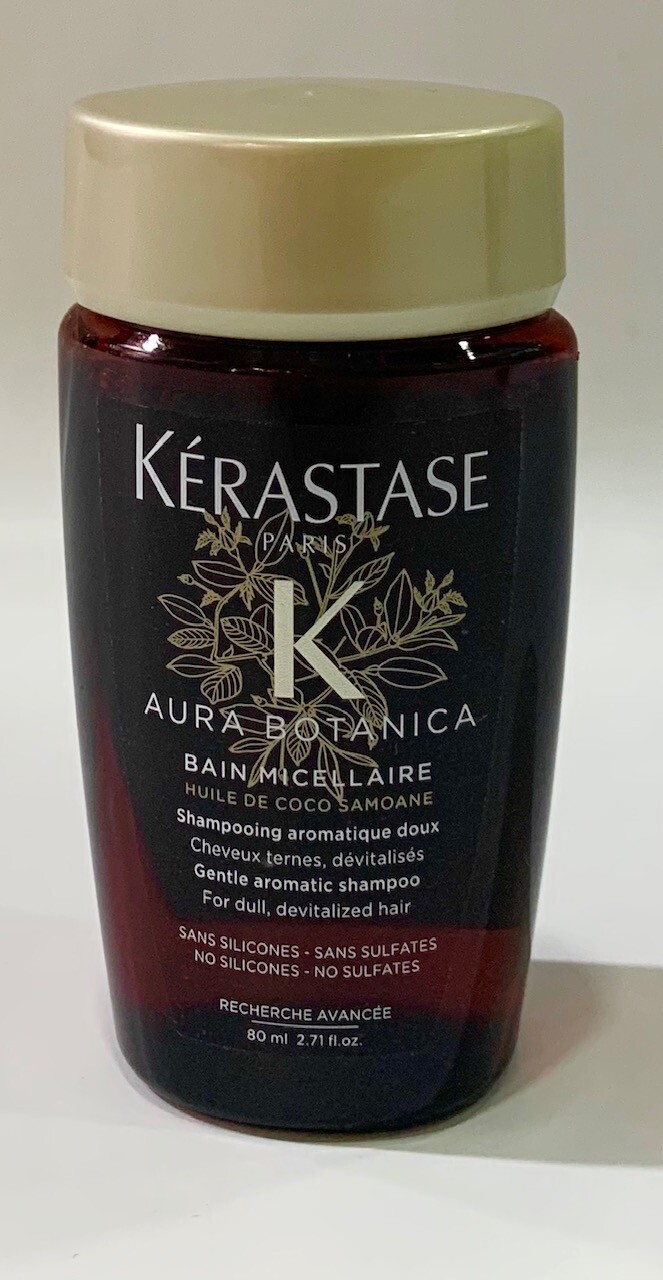 KÉRASTASE
PARIS
K
AURA BOTANICA
BAIN MICELLAIRE
HUILE DE COCO SAMOANE
Shampooing aromatique doux
Cheveux ternes, dévitalisés
Gentle aromatic shampoo
For dull, devitalized hair
SANS SILICONES - SANS SULFATES
NO SILICONES - NO SULFATES
RECHERCHE AVANCÉE
80 ml 2.71 fl.oz.